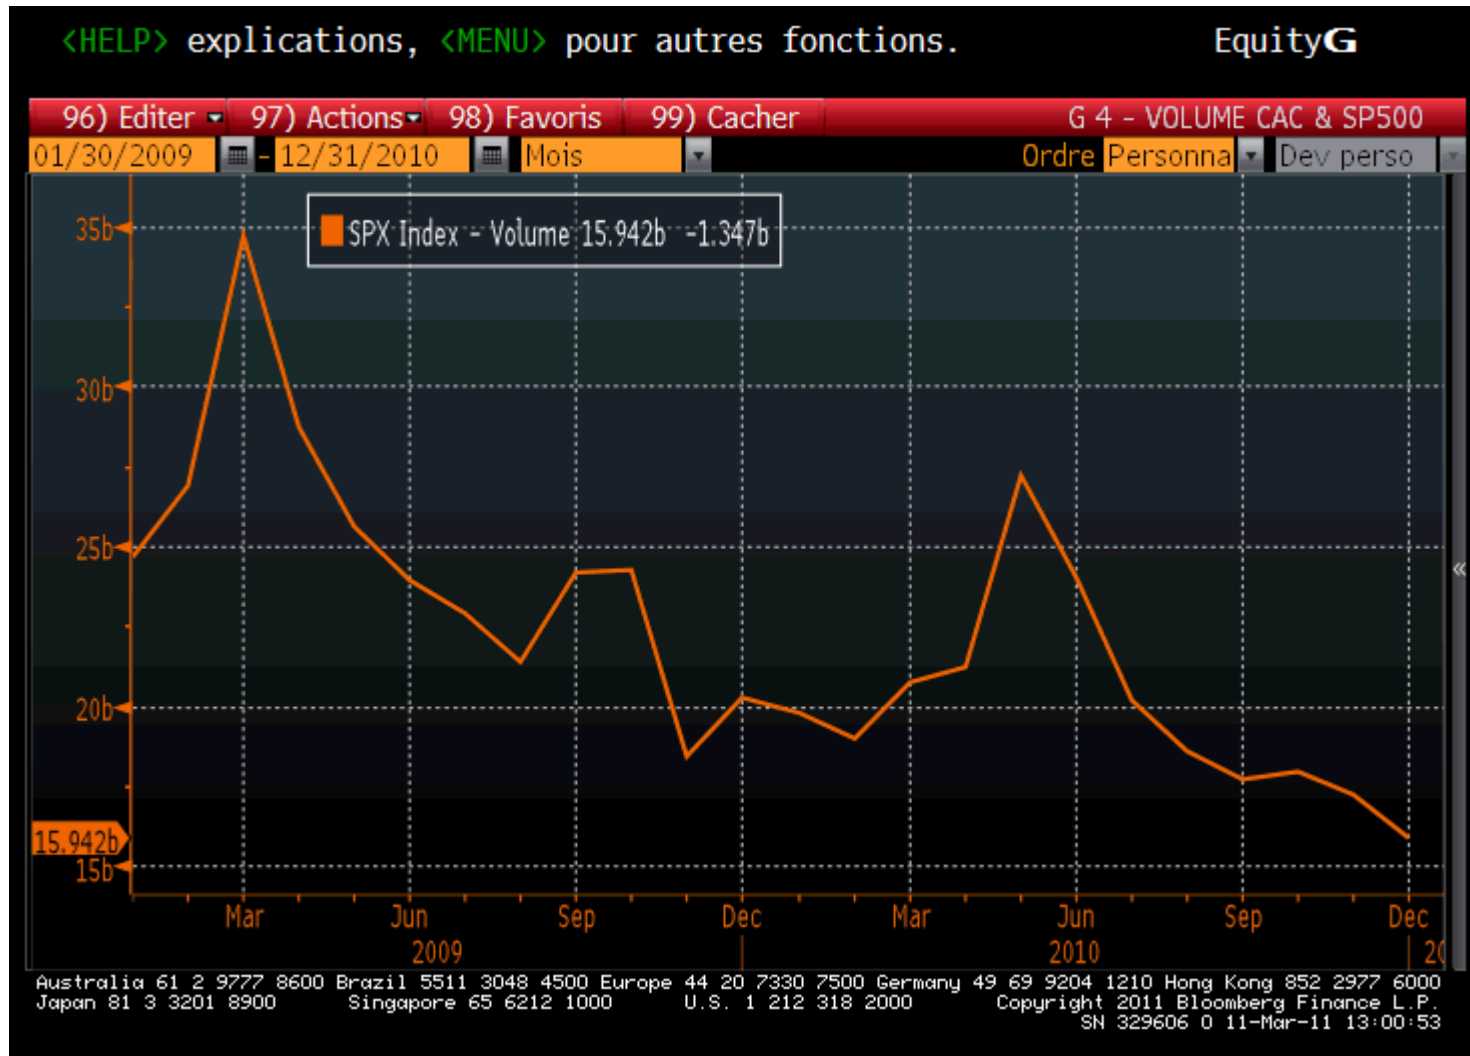 <HELP> explications, <MENU> pour autres fonctions. EquityG
96) Editer 97) Actions 98) Favoris 99) Cacher G 4 - VOLUME CAC & SP500
01/30/2009 - 12/31/2010 Mois Ordre Personna Dev perso
35b
SPX Index - Volume 15.942b -1.347b
30b
25b
«
20b
15.942b
15b
Mar Jun Sep Dec Mar Jun Sep Dec
2009 2010 20
Australia 61 2 9777 8600 Brazil 5511 3048 4500 Europe 44 20 7330 7500 Germany 49 69 9204 1210 Hong Kong 852 2977 6000
Japan 81 3 3201 8900 Singapore 65 6212 1000 U.S. 1 212 318 2000 Copyright 2011 Bloomberg Finance L.P.
SN 329606 0 11-Mar-11 13:00:53